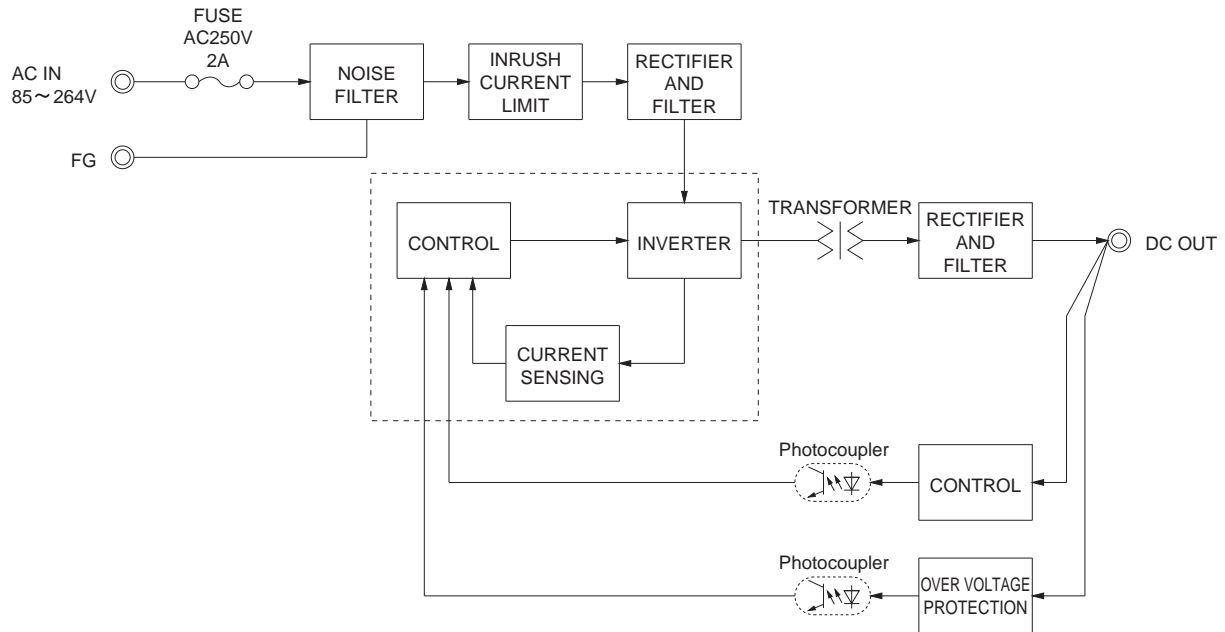 FUSE
AC250V
2A
AC IN
85～264V
NOISE
FILTER
INRUSH
CURRENT
LIMIT
RECTIFIER
AND
FILTER
FG
CONTROL
INVERTER
TRANSFORMER
RECTIFIER
AND
FILTER
DC OUT
CURRENT
SENSING
Photocoupler
CONTROL
Photocoupler
OVER VOLTAGE
PROTECTION